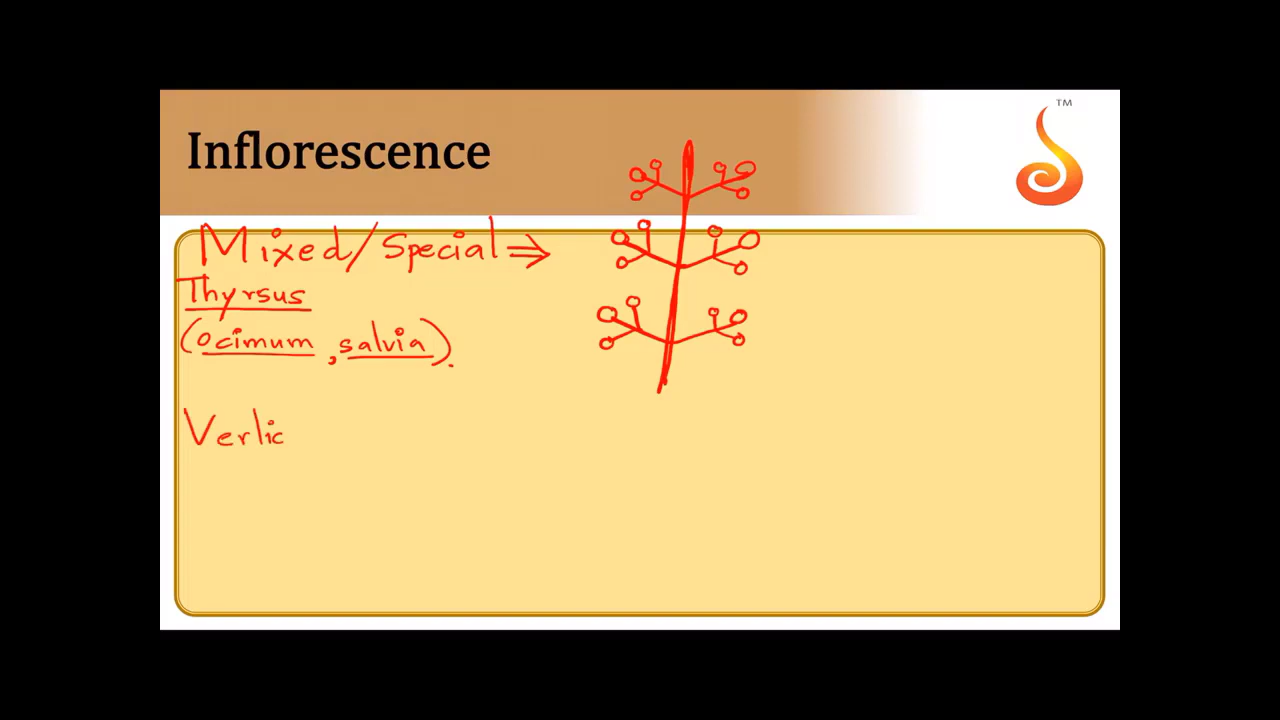 TM
Inflorescence
Mixed/Special ⇒
Thyrsus
(ocimum, salvia).
Verlic